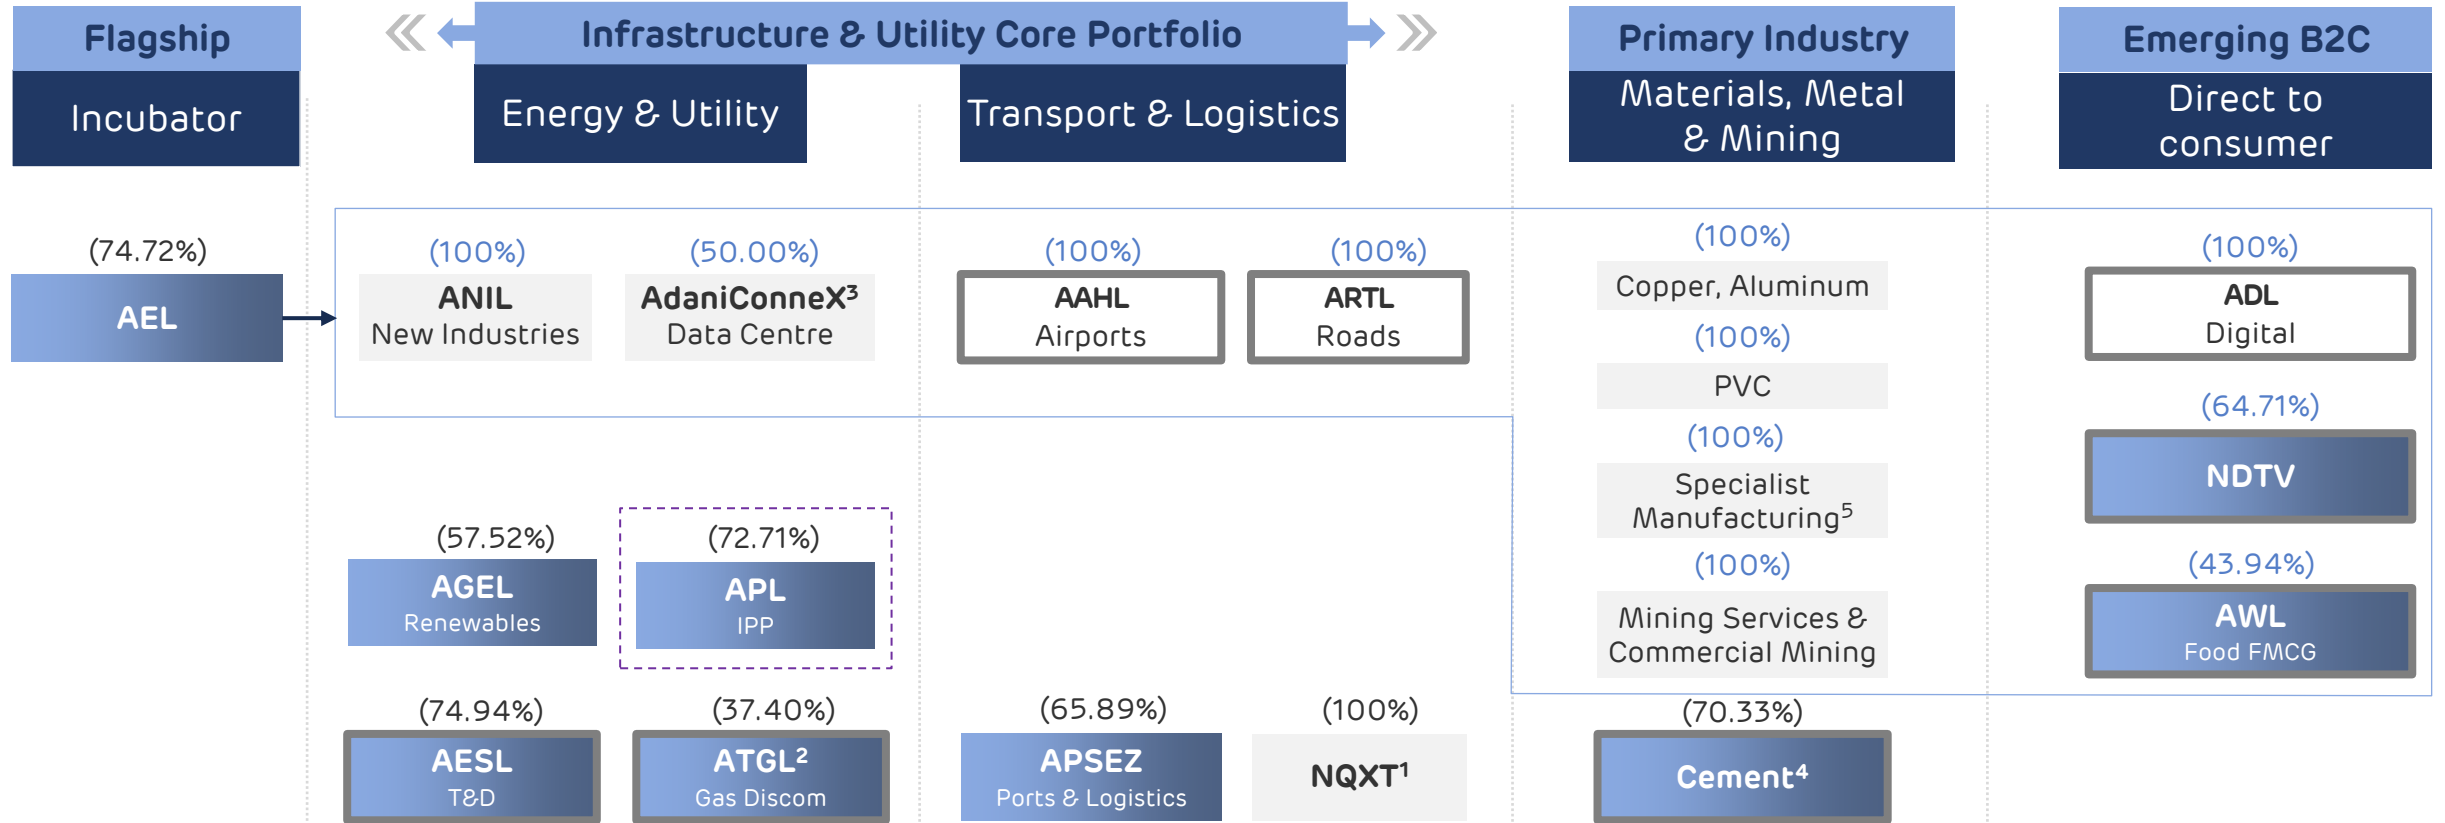 Flagship
Incubator
Infrastructure & Utility Core Portfolio
Energy & Utility
Transport & Logistics
Primary Industry
Materials, Metal
& Mining
Emerging B2C
Direct to
consumer
(74.72%)
AEL
(100%)
ANIL
New Industries
(50.00%)
AdaniConneX³
Data Centre
(100%)
AAHL
Airports
(100%)
ARTL
Roads
(100%)
Copper, Aluminum
(100%)
PVC
(100%)
Specialist
Manufacturing⁵
(100%)
Mining Services &
Commercial Mining
(100%)
ADL
Digital
(64.71%)
NDTV
(43.94%)
AWL
Food FMCG
(57.52%)
AGEL
Renewables
(72.71%)
APL
IPP
(74.94%)
AESL
T&D
(37.40%)
ATGL²
Gas Discom
(65.89%)
APSEZ
Ports & Logistics
(100%)
NQXT¹
(70.33%)
Cement⁴